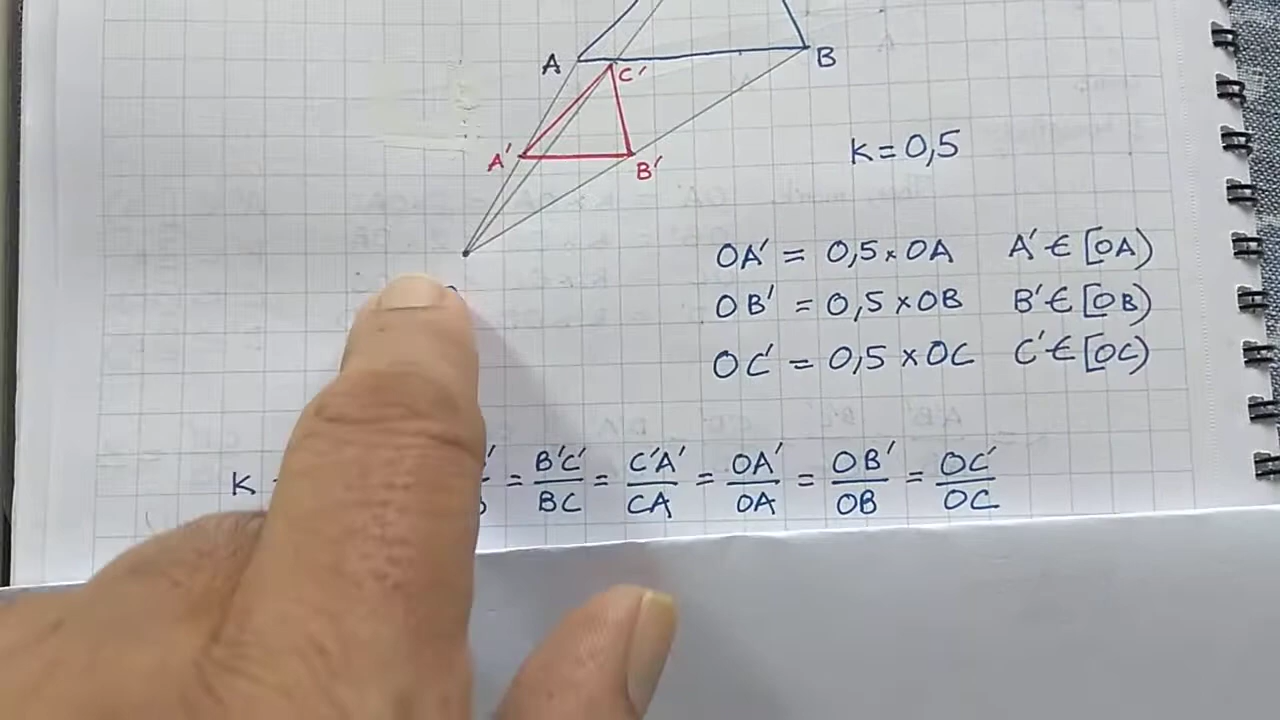 A
B
C'
A'
B'
K = 0,5
OA' = 0,5 × OA A' ∈ [OA)
OB' = 0,5 × OB B' ∈ [OB)
OC' = 0,5 × OC C' ∈ [OC)
K = B'C'/BC = C'A'/CA = OA'/OA = OB'/OB = OC'/OC